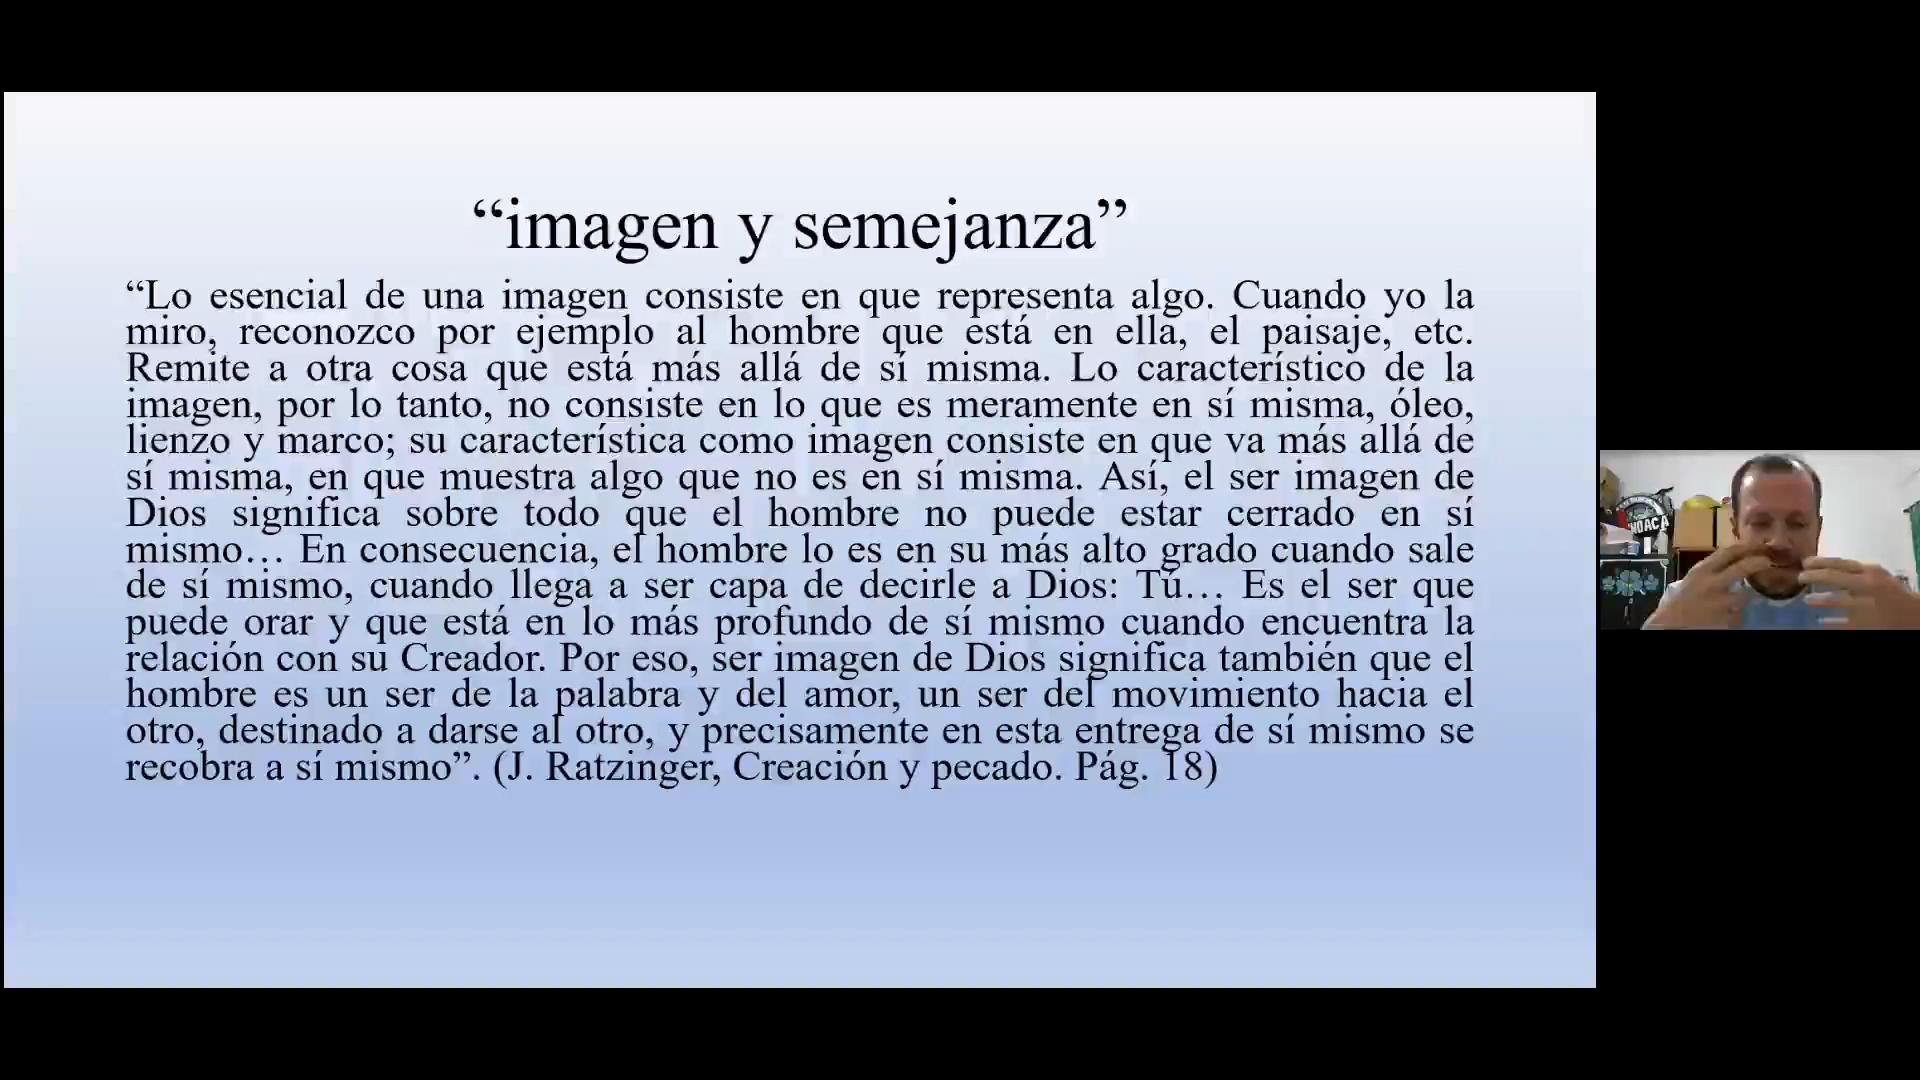 “imagen y semejanza”
“Lo esencial de una imagen consiste en que representa algo. Cuando yo la
miro, reconozco por ejemplo al hombre que está en ella, el paisaje, etc.
Remite a otra cosa que está más allá de sí misma. Lo característico de la
imagen, por lo tanto, no consiste en lo que es meramente en sí misma, óleo,
lienzo y marco; su característica como imagen consiste en que va más allá de
sí misma, en que muestra algo que no es en sí misma. Así, el ser imagen de
Dios significa sobre todo que el hombre no puede estar cerrado en sí
mismo… En consecuencia, el hombre lo es en su más alto grado cuando sale
de sí mismo, cuando llega a ser capa de decirle a Dios: Tú… Es el ser que
puede orar y que está en lo más profundo de sí mismo cuando encuentra la
relación con su Creador. Por eso, ser imagen de Dios significa también que el
hombre es un ser de la palabra y del amor, un ser del movimiento hacia el
otro, destinado a darse al otro, y precisamente en esta entrega de sí mismo se
recobra a sí mismo”. (J. Ratzinger, Creación y pecado. Pág. 18)